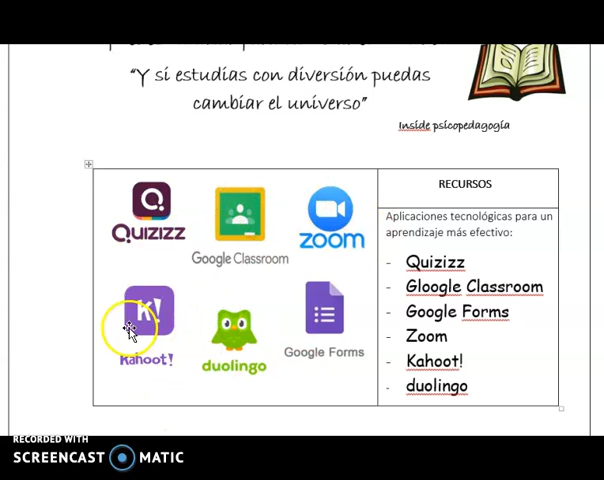 "Y si estudias con diversión puedas
cambiar el universo"
Inside psicopedagogía
RECURSOS
Aplicaciones tecnológicas para un
aprendizaje más efectivo:
- Quizizz
- Gloogle Classroom
- Google Forms
- Zoom
- Kahoot!
- duolingo
Q
QUIZIZZ
Google Classroom
zoom
K!
Kahoot!
duolingo
Google Forms
RECORDED WITH
SCREENCAST MATIC